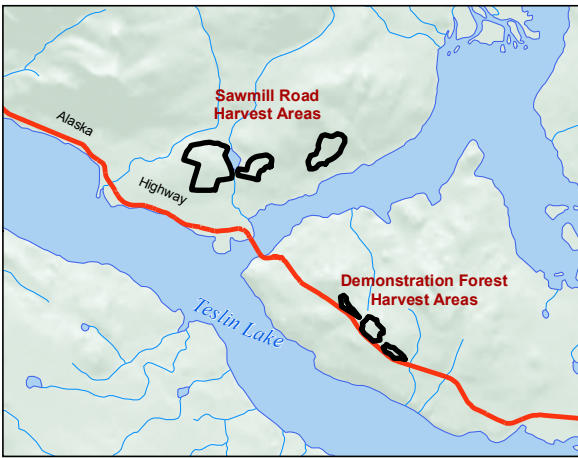 Sawmill Road
Harvest Areas
Alaska
Highway
Demonstration Forest
Harvest Areas
Teslin Lake